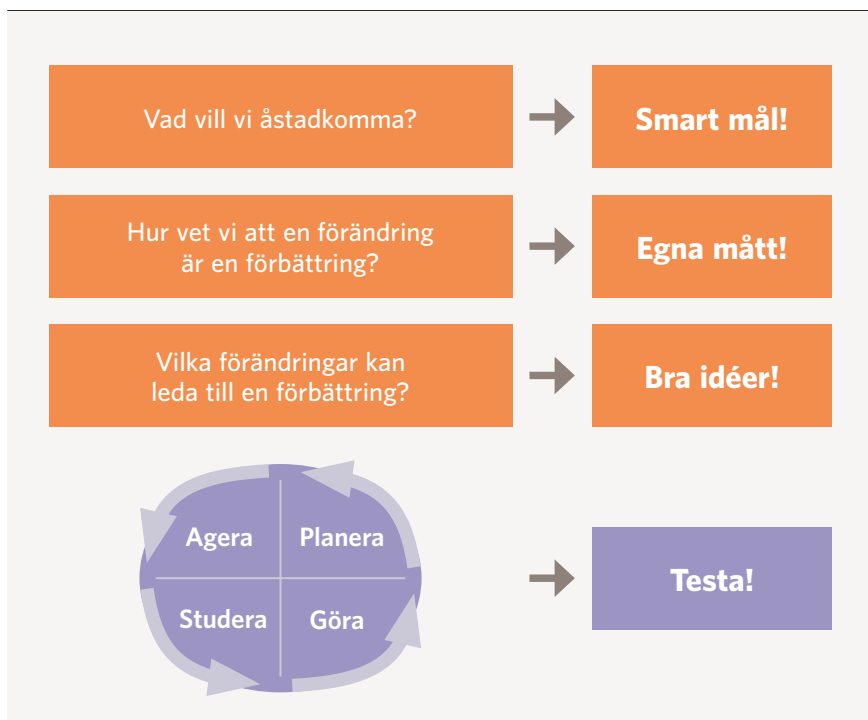 Vad vill vi åstadkomma?
Smart mål!
Hur vet vi att en förändring
är en förbättring?
Egna mått!
Vilka förändringar kan
leda till en förbättring?
Bra idéer!
Agera
Planera
Studera
Göra
Testa!